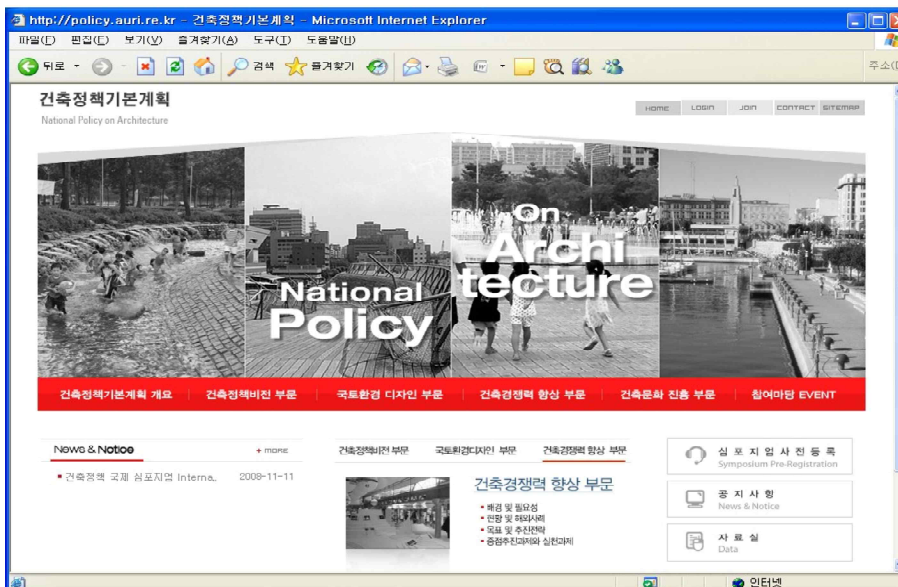 http://policy.auri.re.kr - 건축정책기본계획 - Microsoft Internet Explorer
파일(F) 편집(E) 보기(V) 즐겨찾기(A) 도구(T) 도움말(H)
뒤로 검색 즐겨찾기 주소(
건축정책기본계획
National Policy on Architecture
HOME LOGIN JOIN CONTACT SITEMAP
On
Archi
tecture
National
Policy
건축정책기본계획 개요 건축정책비전 부문 국토환경 디자인 부문 건축경쟁력 향상 부문 건축문화 진흥 부문 참여마당 EVENT
News & Notice + MORE
건축정책 국제 심포지엄 Interna.. 2009-11-11
건축정책비전 부문 국토환경디자인 부문 건축경쟁력 향상 부문
건축경쟁력 향상 부문
배경 및 필요성
현황 및 해외사례
목표 및 추진전략
중점추진과제와 실천과제
심포지엄사전등록
Symposium Pre-Registration
공지사항
News & Notice
자료실
Data
인터넷